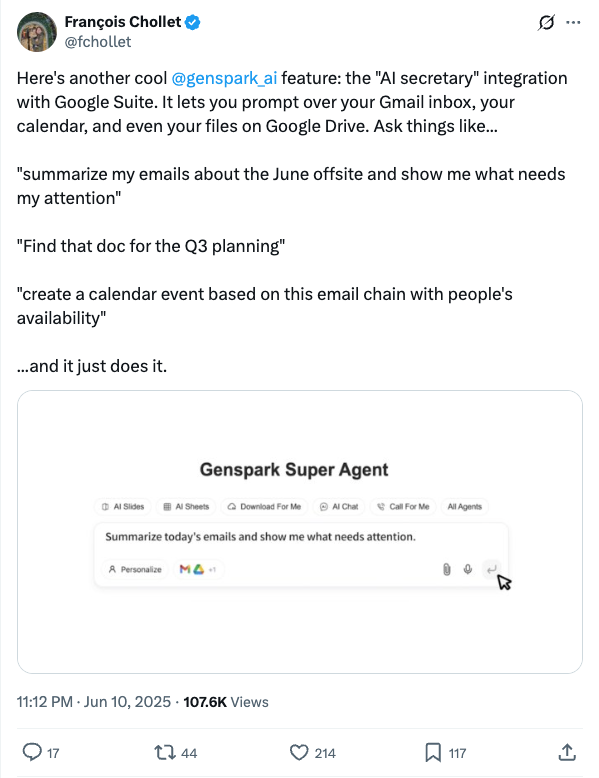 François Chollet
@fchollet
Here's another cool @genspark_ai feature: the "AI secretary" integration
with Google Suite. It lets you prompt over your Gmail inbox, your
calendar, and even your files on Google Drive. Ask things like...
"summarize my emails about the June offsite and show me what needs
my attention"
"Find that doc for the Q3 planning"
"create a calendar event based on this email chain with people's
availability"
...and it just does it.
Genspark Super Agent
AI Slides AI Sheets Download For Me AI Chat Call For Me All Agents
Summarize today's emails and show me what needs attention.
Personalize +1
11:12 PM · Jun 10, 2025 · 107.6K Views
17 44 214 117